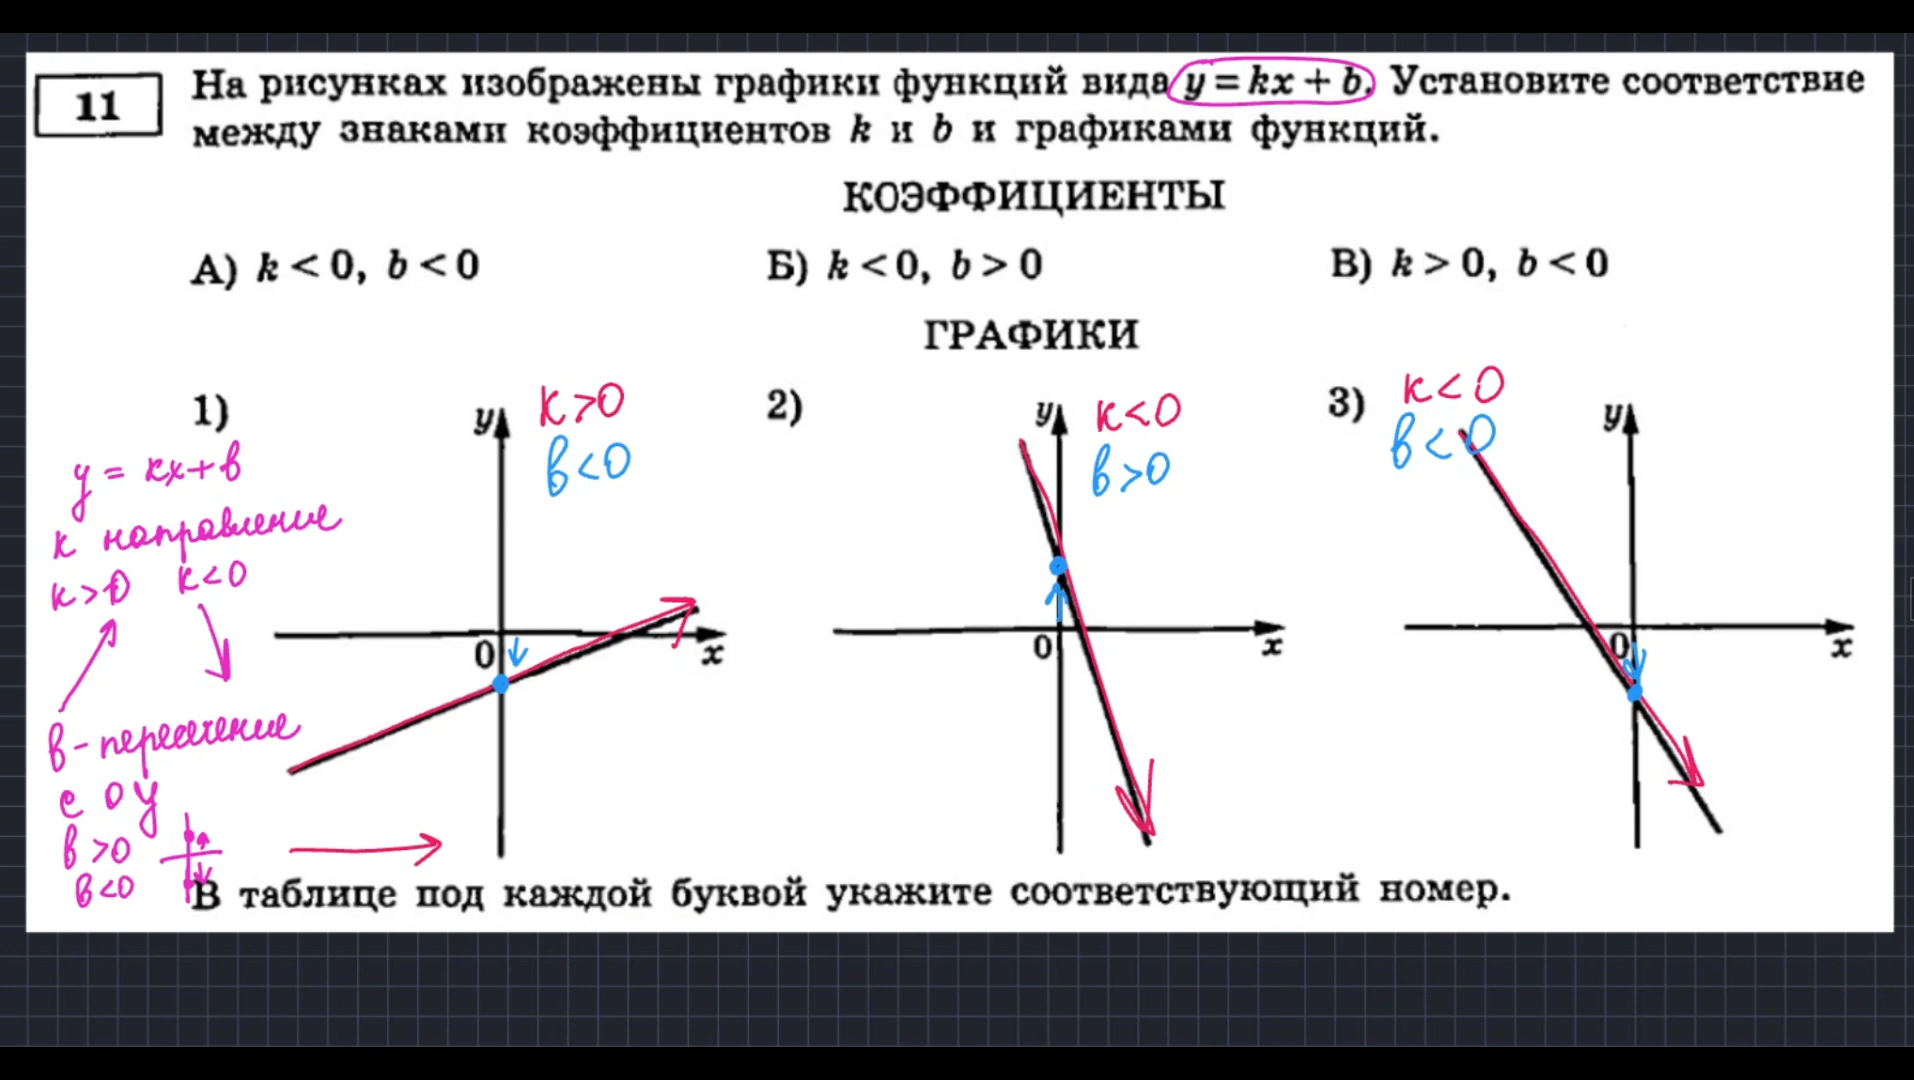 11
На рисунках изображены графики функций вида y = kx + b. Установите соответствие
между знаками коэффициентов k и b и графиками функций.
КОЭФФИЦИЕНТЫ
А) k < 0, b < 0
Б) k < 0, b > 0
В) k > 0, b < 0
ГРАФИКИ
1)
y
к>0
в<0
0
x
2)
y
к<0
в>0
0
x
3)
к<0
в<0
y
0
x
y = кx+в
к направление
к>0 к<0
в-пересечение
с оу
в>0
в<0
В таблице под каждой буквой укажите соответствующий номер.